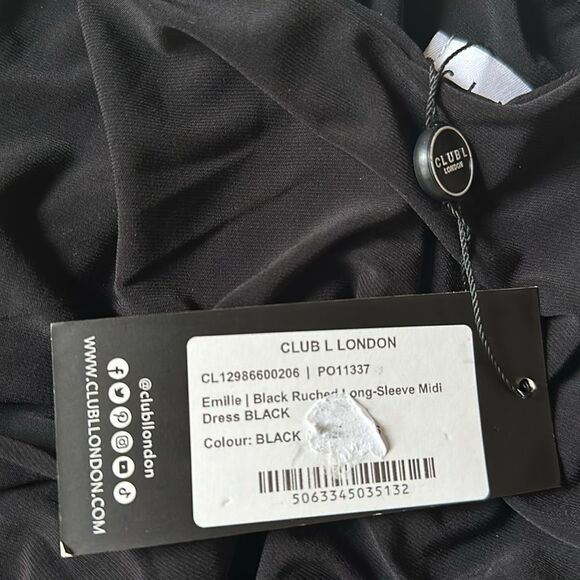 CLUB L
LONDON
CLUB L LONDON
CL12986600206 | PO11337
Emilie | Black Ruched Long-Sleeve Midi
Dress BLACK
Colour: BLACK
5063345035132
@clubllondon
WWW.CLUBLLONDON.COM